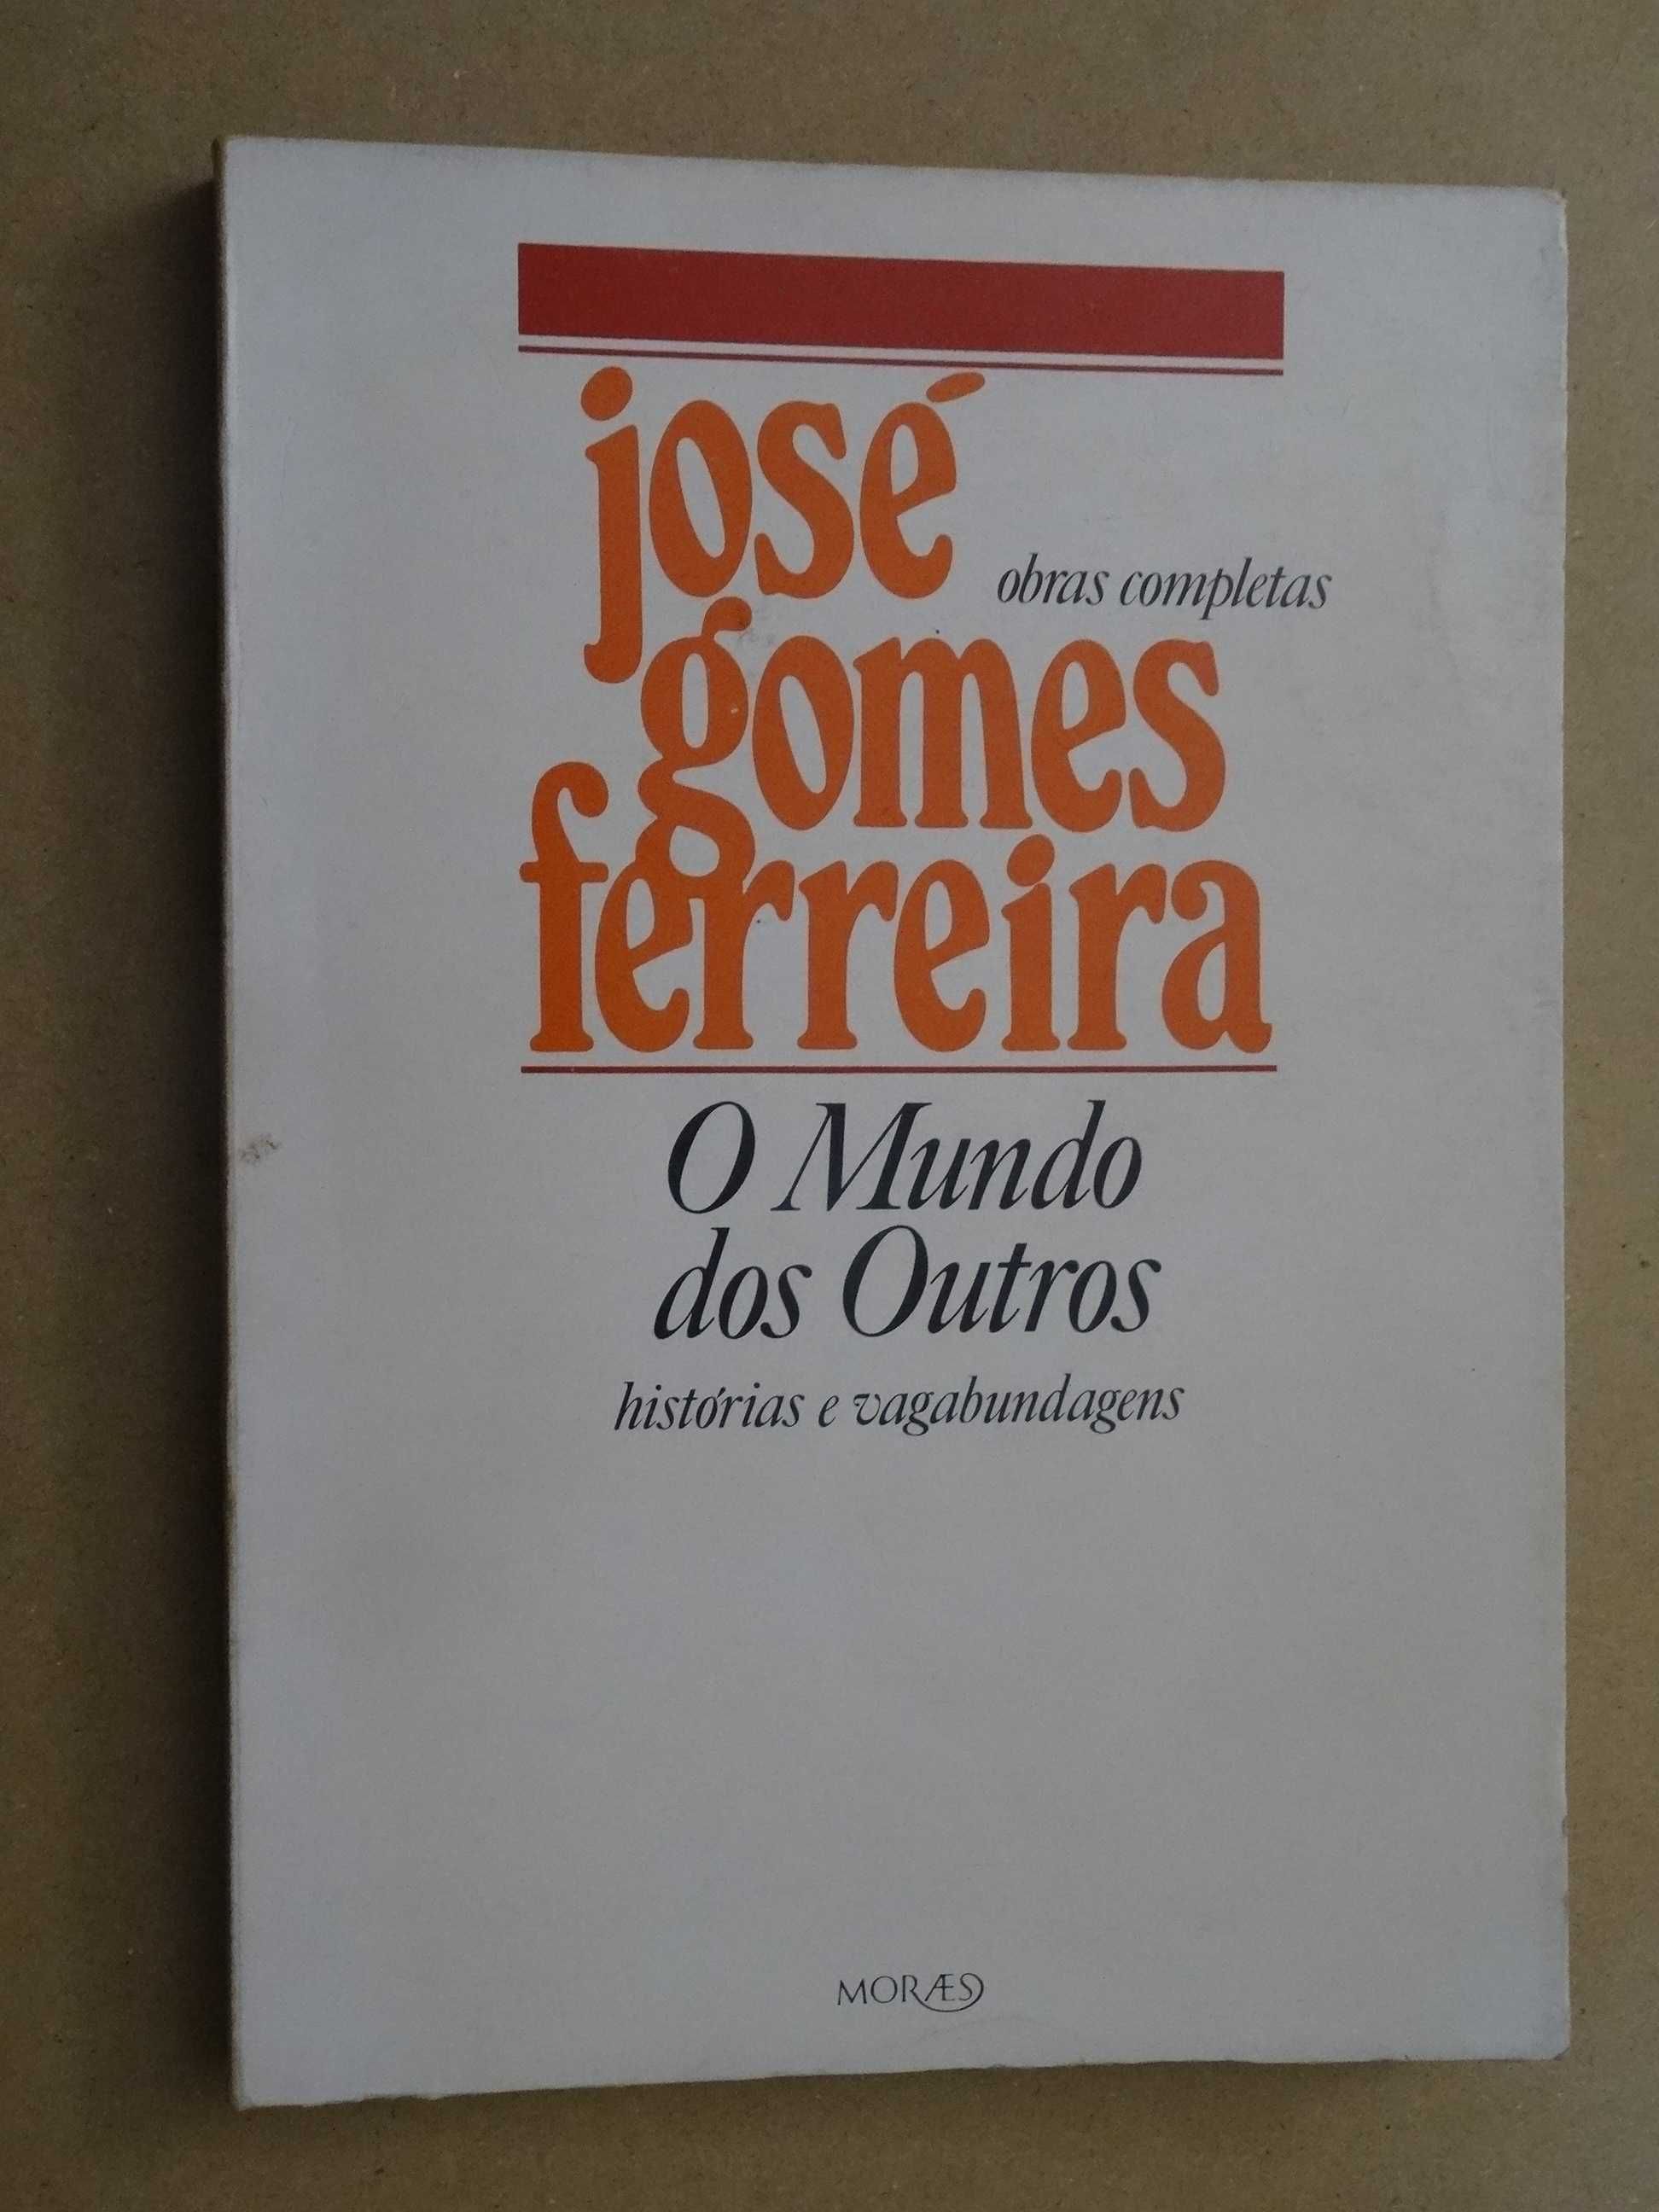 josé
obras completas
gomes
ferreira
O Mundo
dos Outros
histórias e vagabundagens
MORÆS